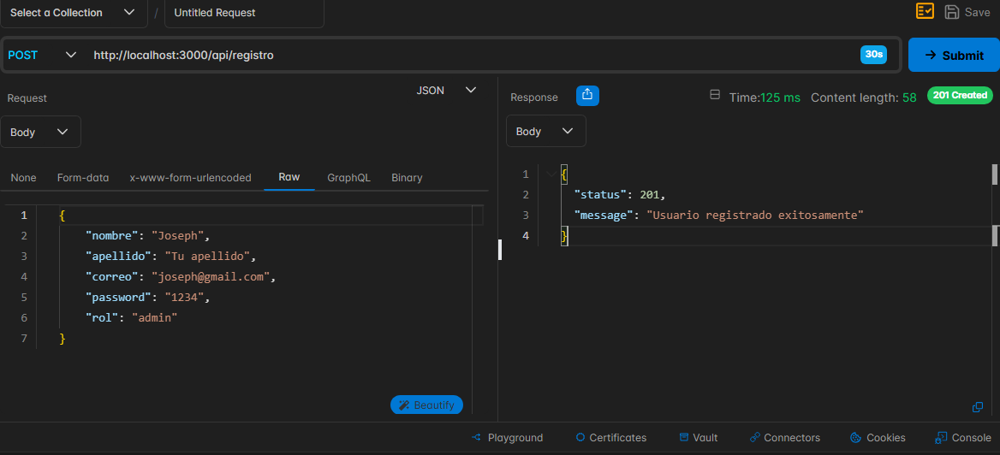 Select a Collection / Untitled Request Save
POST http://localhost:3000/api/registro 30s Submit
Request JSON
Body
None Form-data x-www-form-urlencoded Raw GraphQL Binary
1 {
2 "nombre": "Joseph",
3 "apellido": "Tu apellido",
4 "correo": "joseph@gmail.com",
5 "password": "1234",
6 "rol": "admin"
7 }
Beautify
Response Time:125 ms Content length: 58 201 Created
Body
1 {
2 "status": 201,
3 "message": "Usuario registrado exitosamente"
4 }
Playground Certificates Vault Connectors Cookies Console